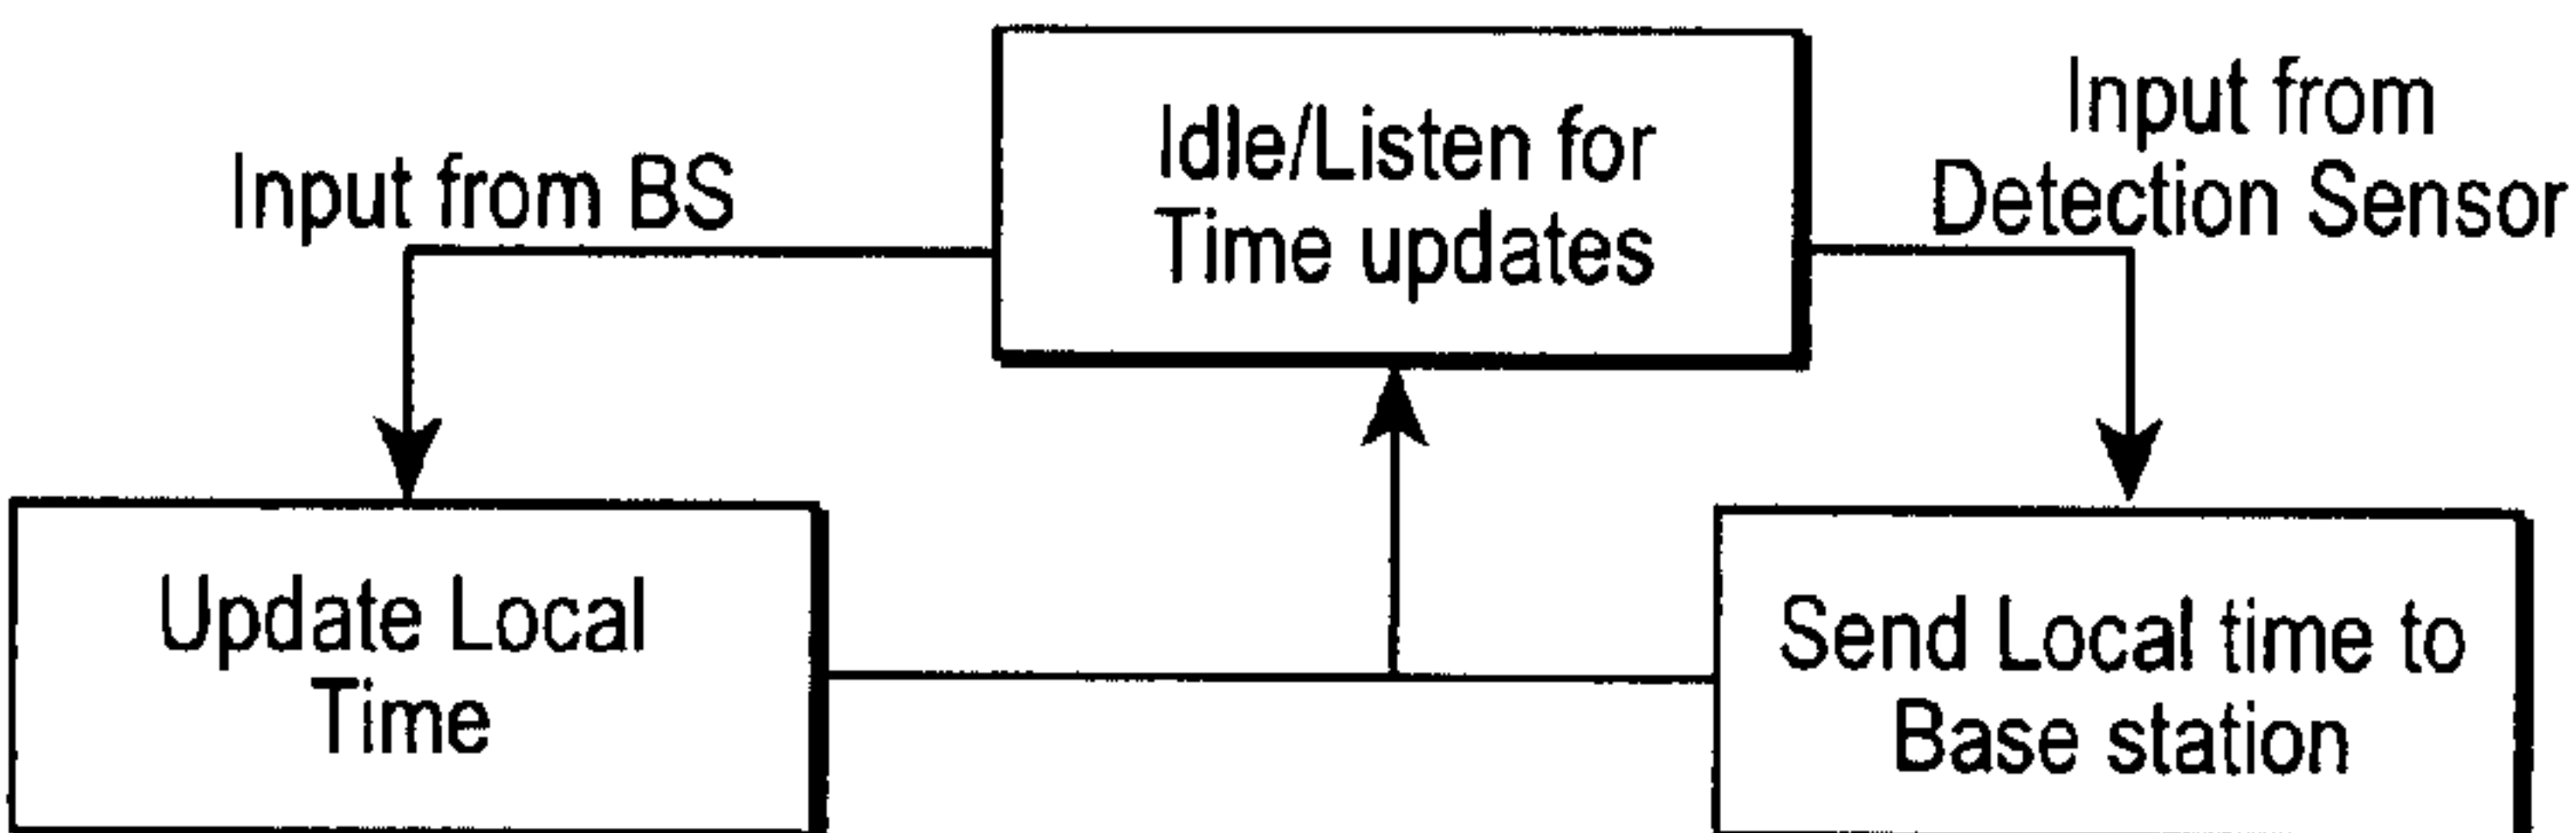 Idle/Listen for
Time updates
Input from BS
Input from
Detection Sensor
Update Local
Time
Send Local time to
Base station